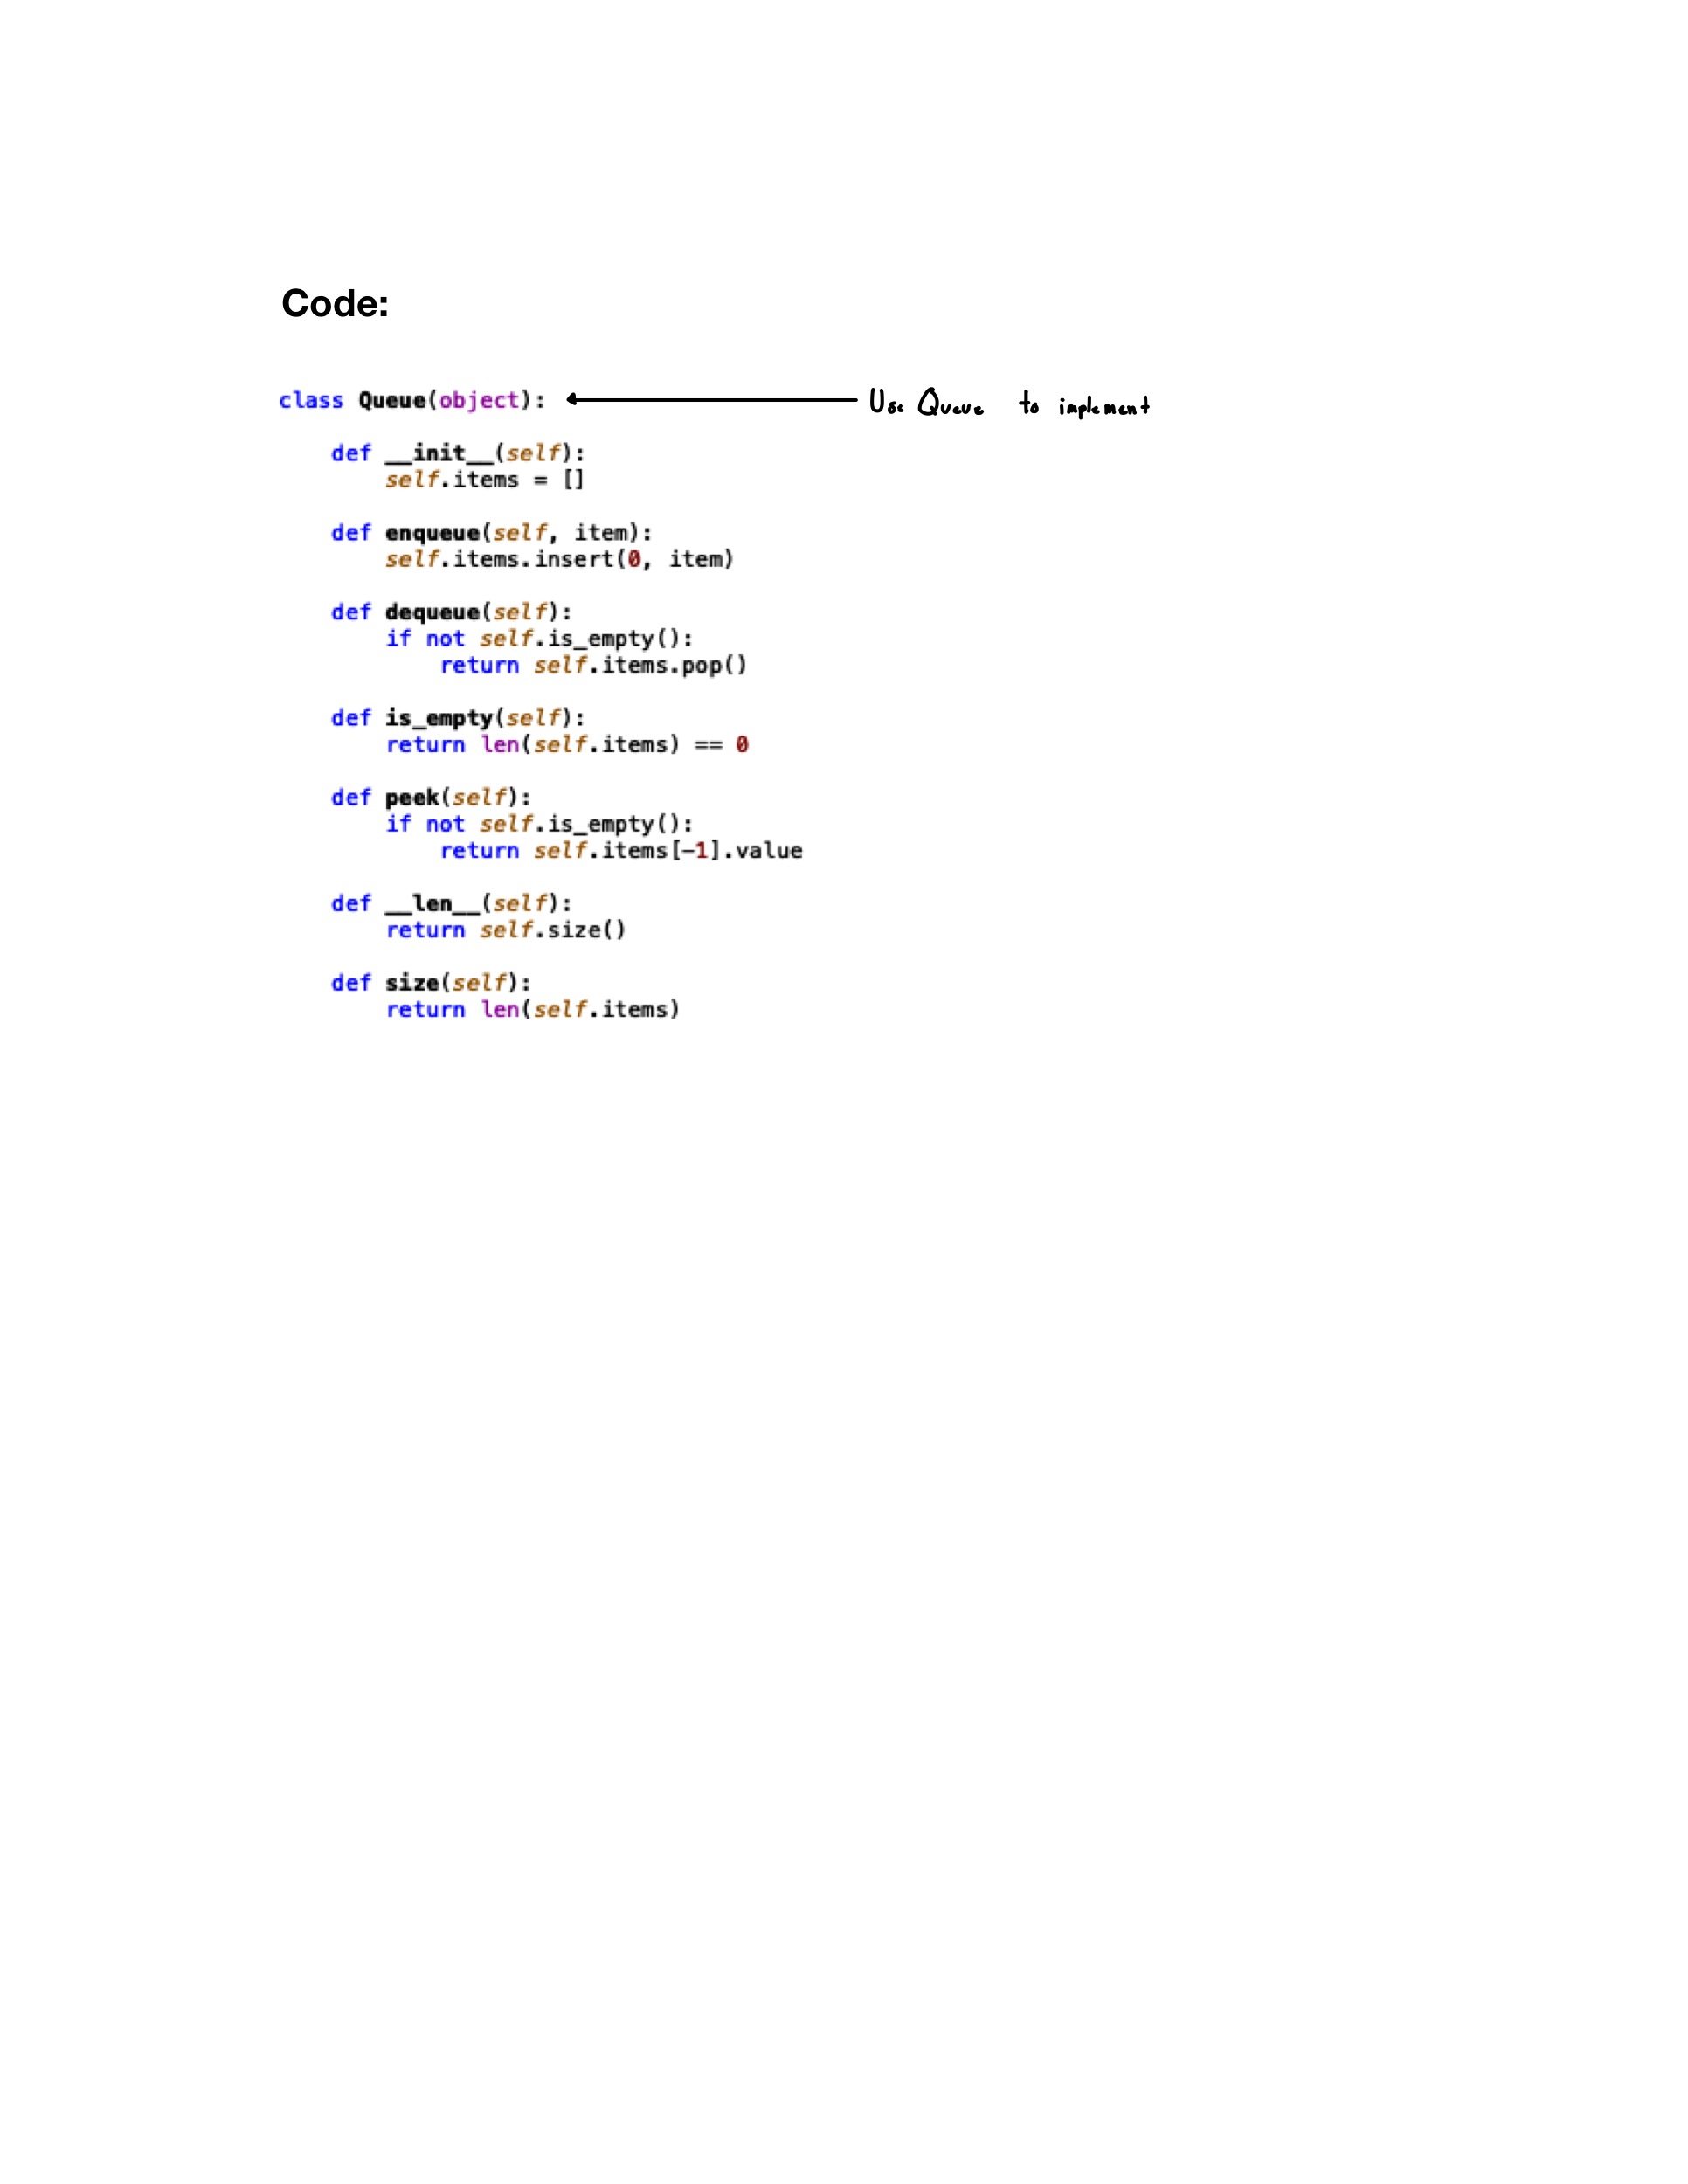 Code:
class Queue(object): Use Queue to implement
def __init__(self):
self.items = []
def enqueue(self, item):
self.items.insert(0, item)
def dequeue(self):
if not self.is_empty():
return self.items.pop()
def is_empty(self):
return len(self.items) == 0
def peek(self):
if not self.is_empty():
return self.items[-1].value
def __len__(self):
return self.size()
def size(self):
return len(self.items)